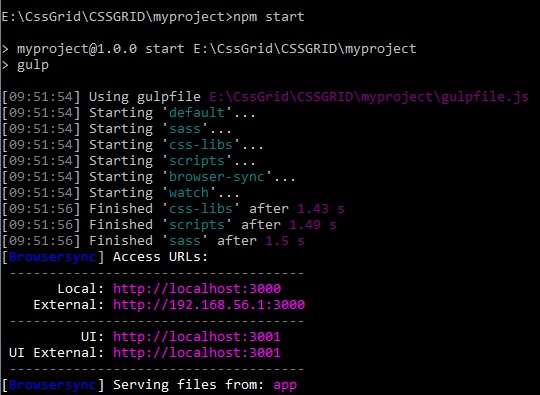 E:\CssGrid\CSSGRID\myproject>npm start
> myproject@1.0.0 start E:\CssGrid\CSSGRID\myproject
> gulp
[09:51:54] Using gulpfile E:\CssGrid\CSSGRID\myproject\gulpfile.js
[09:51:54] Starting 'default'...
[09:51:54] Starting 'sass'...
[09:51:54] Starting 'css-libs'...
[09:51:54] Starting 'scripts'...
[09:51:54] Starting 'browser-sync'...
[09:51:54] Starting 'watch'...
[09:51:56] Finished 'css-libs' after 1.43 s
[09:51:56] Finished 'scripts' after 1.49 s
[09:51:56] Finished 'sass' after 1.5 s
[Browsersync] Access URLs:
--------------------------------------
Local: http://localhost:3000
External: http://192.168.56.1:3000
--------------------------------------
UI: http://localhost:3001
UI External: http://localhost:3001
--------------------------------------
[Browsersync] Serving files from: app